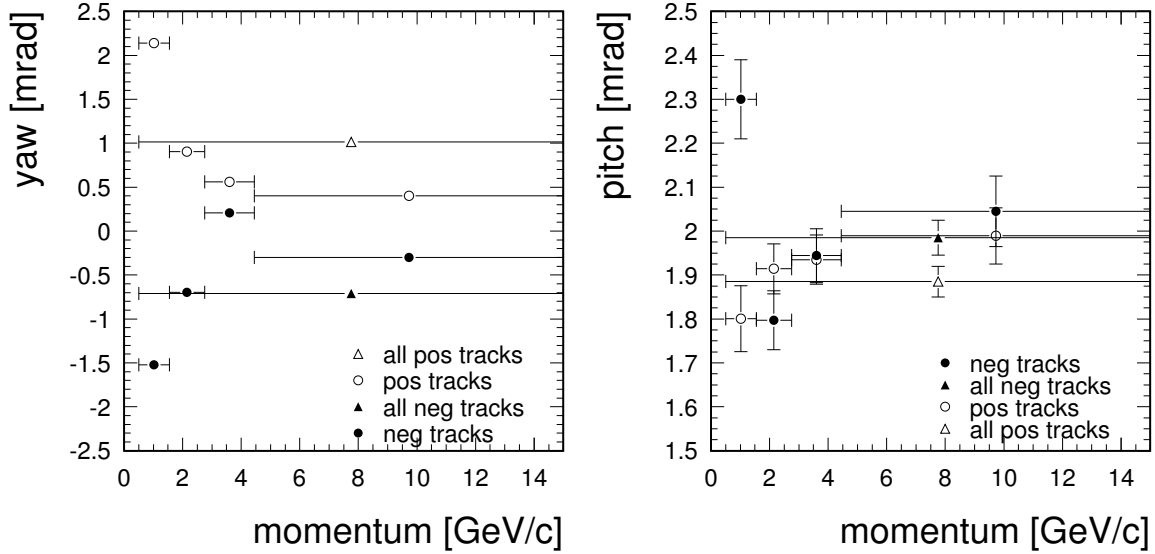 yaw [mrad]
2.5
2
1.5
1
0.5
0
-0.5
-1
-1.5
-2
-2.5
all pos tracks
pos tracks
all neg tracks
neg tracks
0 2 4 6 8 10 12 14
momentum [GeV/c]
pitch [mrad]
2.5
2.4
2.3
2.2
2.1
2
1.9
1.8
1.7
1.6
1.5
neg tracks
all neg tracks
pos tracks
all pos tracks
0 2 4 6 8 10 12 14
momentum [GeV/c]